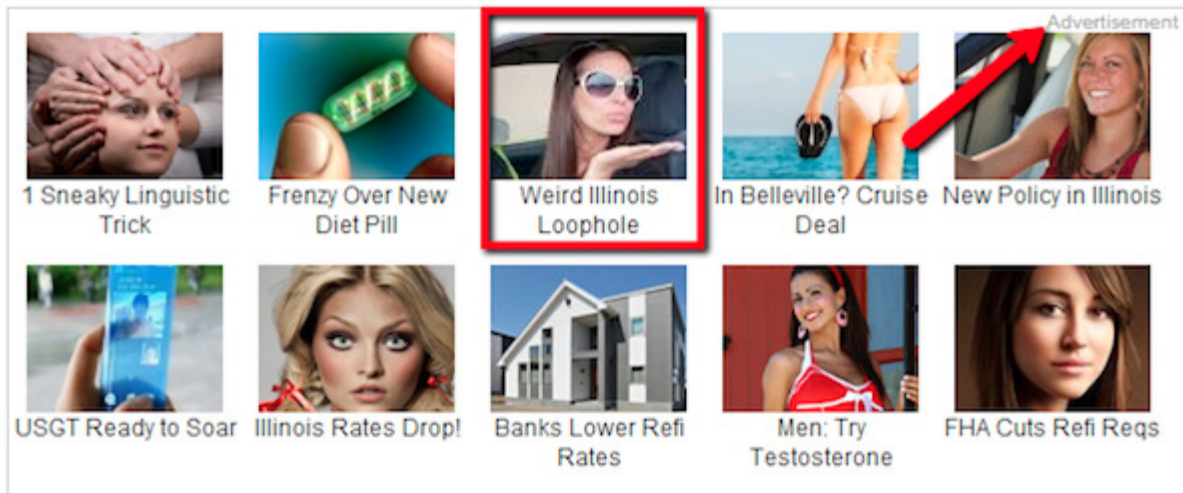 Advertisement
1 Sneaky Linguistic
Trick
Frenzy Over New
Diet Pill
Weird Illinois
Loophole
In Belleville? Cruise
Deal
New Policy in Illinois
USGT Ready to Soar
Illinois Rates Drop!
Banks Lower Refi
Rates
Men: Try
Testosterone
FHA Cuts Refi Reqs